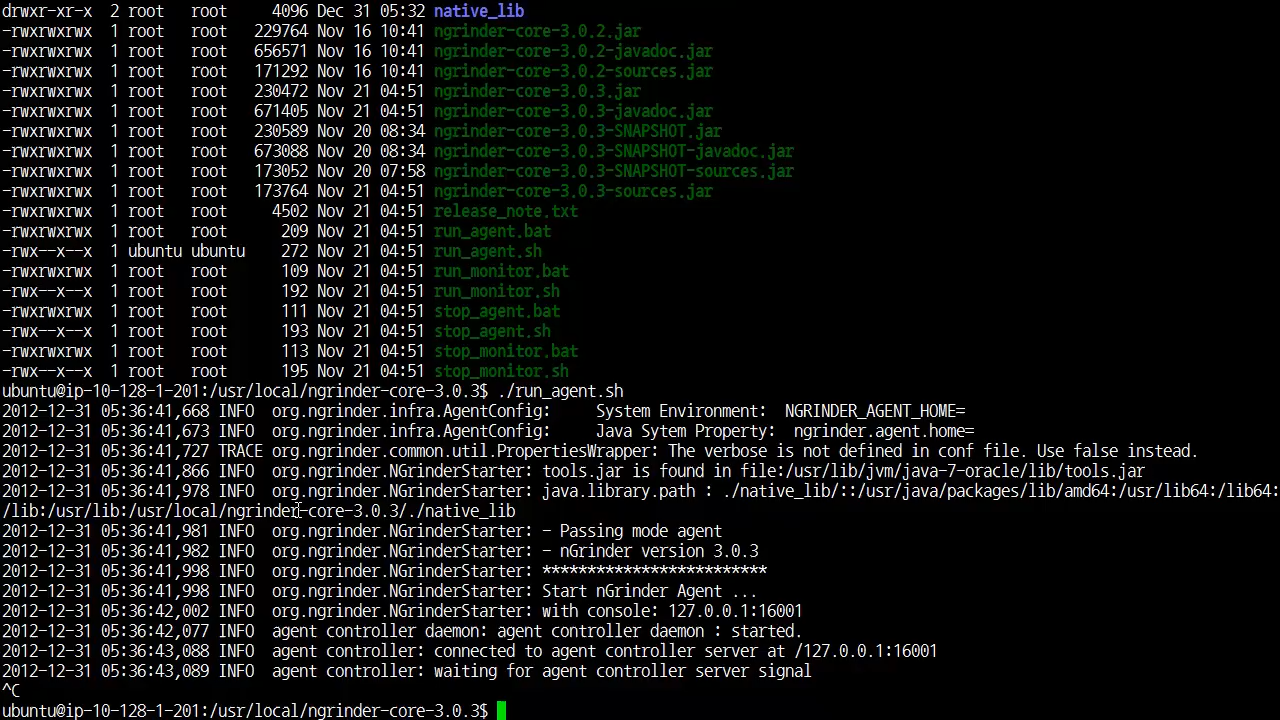 drwxr-xr-x  2 root   root     4096 Dec 31 05:32 native_lib
-rwxrwxrwx  1 root   root   229764 Nov 16 10:41 ngrinder-core-3.0.2.jar
-rwxrwxrwx  1 root   root   656571 Nov 16 10:41 ngrinder-core-3.0.2-javadoc.jar
-rwxrwxrwx  1 root   root   171292 Nov 16 10:41 ngrinder-core-3.0.2-sources.jar
-rwxrwxrwx  1 root   root   230472 Nov 21 04:51 ngrinder-core-3.0.3.jar
-rwxrwxrwx  1 root   root   671405 Nov 21 04:51 ngrinder-core-3.0.3-javadoc.jar
-rwxrwxrwx  1 root   root   230589 Nov 20 08:34 ngrinder-core-3.0.3-SNAPSHOT.jar
-rwxrwxrwx  1 root   root   673088 Nov 20 08:34 ngrinder-core-3.0.3-SNAPSHOT-javadoc.jar
-rwxrwxrwx  1 root   root   173052 Nov 20 07:58 ngrinder-core-3.0.3-SNAPSHOT-sources.jar
-rwxrwxrwx  1 root   root   173764 Nov 21 04:51 ngrinder-core-3.0.3-sources.jar
-rwxrwxrwx  1 root   root     4502 Nov 21 04:51 release_note.txt
-rwxrwxrwx  1 root   root      209 Nov 21 04:51 run_agent.bat
-rwx--x--x  1 ubuntu ubuntu    272 Nov 21 04:51 run_agent.sh
-rwxrwxrwx  1 root   root      109 Nov 21 04:51 run_monitor.bat
-rwx--x--x  1 root   root      192 Nov 21 04:51 run_monitor.sh
-rwxrwxrwx  1 root   root      111 Nov 21 04:51 stop_agent.bat
-rwx--x--x  1 root   root      193 Nov 21 04:51 stop_agent.sh
-rwxrwxrwx  1 root   root      113 Nov 21 04:51 stop_monitor.bat
-rwx--x--x  1 root   root      195 Nov 21 04:51 stop_monitor.sh
ubuntu@ip-10-128-1-201:/usr/local/ngrinder-core-3.0.3$ ./run_agent.sh
2012-12-31 05:36:41,668 INFO  org.ngrinder.infra.AgentConfig:     System Environment:  NGRINDER_AGENT_HOME=
2012-12-31 05:36:41,673 INFO  org.ngrinder.infra.AgentConfig:     Java Sytem Property:  ngrinder.agent.home=
2012-12-31 05:36:41,727 TRACE org.ngrinder.common.util.PropertiesWrapper: The verbose is not defined in conf file. Use false instead.
2012-12-31 05:36:41,866 INFO  org.ngrinder.NGrinderStarter: tools.jar is found in file:/usr/lib/jvm/java-7-oracle/lib/tools.jar
2012-12-31 05:36:41,978 INFO  org.ngrinder.NGrinderStarter: java.library.path : ./native_lib/::/usr/java/packages/lib/amd64:/usr/lib64:/lib64:
/lib:/usr/lib:/usr/local/ngrinder-core-3.0.3/./native_lib
2012-12-31 05:36:41,981 INFO  org.ngrinder.NGrinderStarter: - Passing mode agent
2012-12-31 05:36:41,982 INFO  org.ngrinder.NGrinderStarter: - nGrinder version 3.0.3
2012-12-31 05:36:41,998 INFO  org.ngrinder.NGrinderStarter: *************************
2012-12-31 05:36:41,998 INFO  org.ngrinder.NGrinderStarter: Start nGrinder Agent ...
2012-12-31 05:36:42,002 INFO  org.ngrinder.NGrinderStarter: with console: 127.0.0.1:16001
2012-12-31 05:36:42,077 INFO  agent controller daemon: agent controller daemon : started.
2012-12-31 05:36:43,088 INFO  agent controller: connected to agent controller server at /127.0.0.1:16001
2012-12-31 05:36:43,089 INFO  agent controller: waiting for agent controller server signal
^C
ubuntu@ip-10-128-1-201:/usr/local/ngrinder-core-3.0.3$